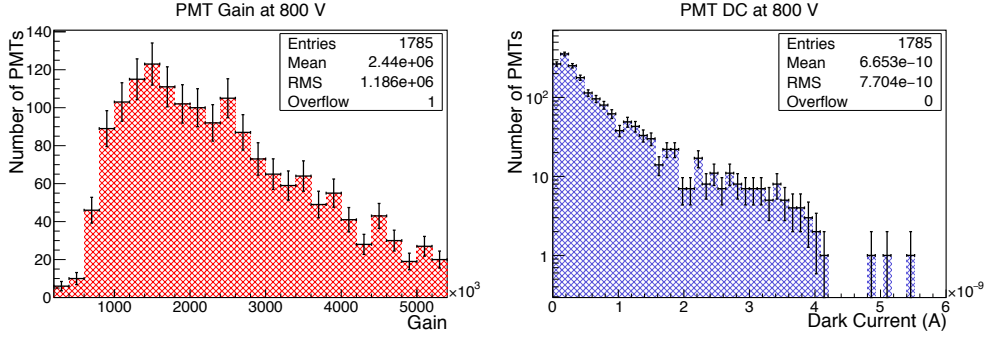 PMT Gain at 800 V
Number of PMTs
140
120
100
80
60
40
20
0
Entries 1785
Mean 2.44e+06
RMS 1.186e+06
Overflow 1
1000 2000 3000 4000 5000
×10³
Gain
PMT DC at 800 V
Number of PMTs
10²
10
1
Entries 1785
Mean 6.653e−10
RMS 7.704e−10
Overflow 0
0 1 2 3 4 5 6
×10⁻⁹
Dark Current (A)